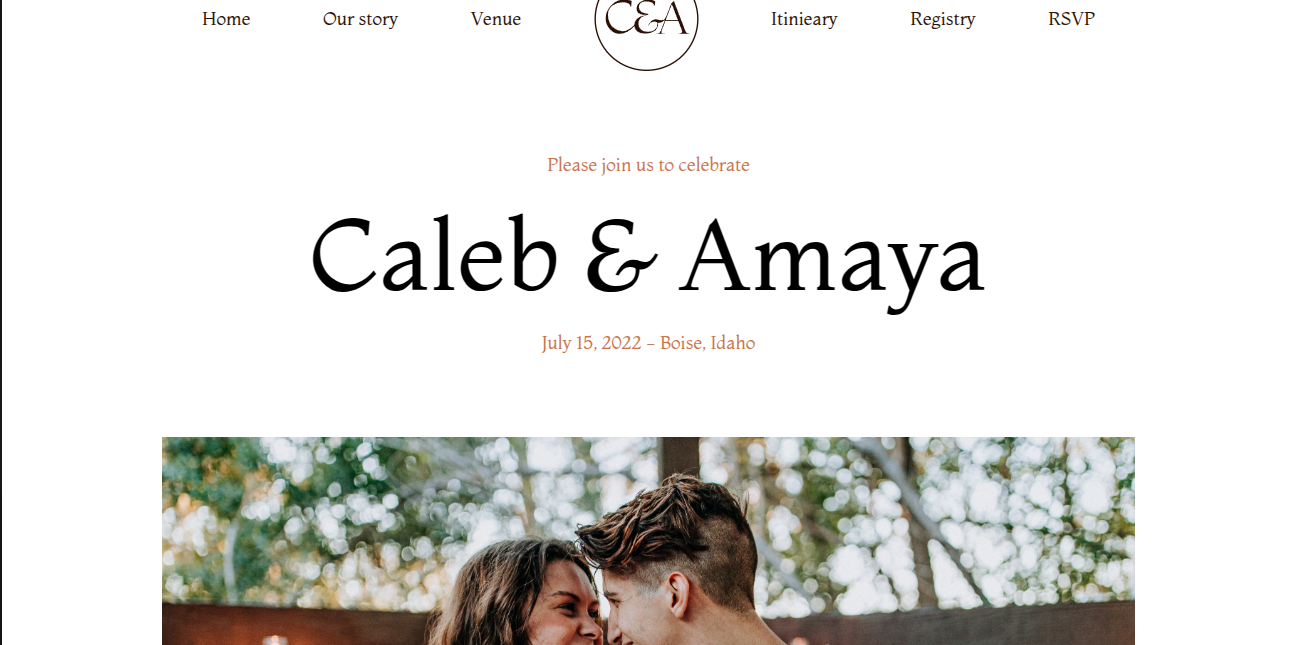 Home Our story Venue C&A Itinieary Registry RSVP
Please join us to celebrate
Caleb & Amaya
July 15, 2022 – Boise, Idaho